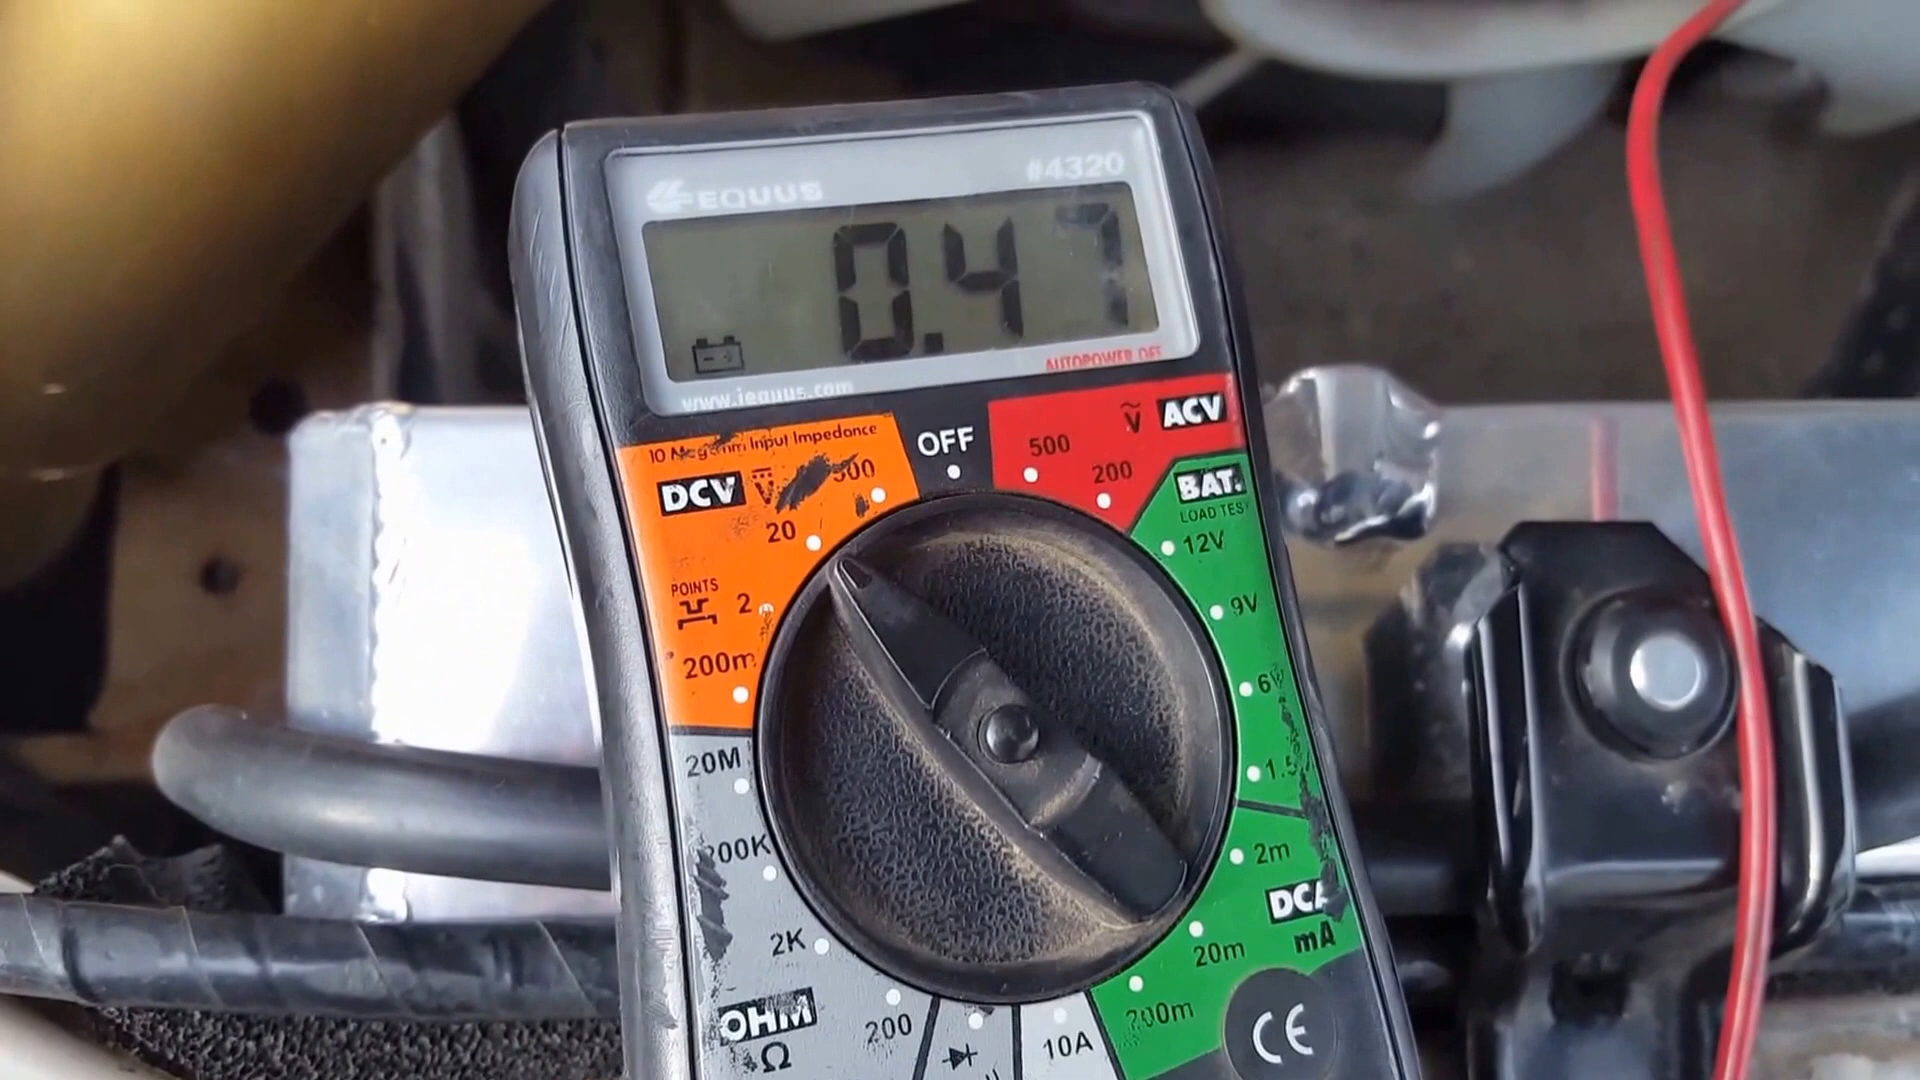 EQUUS #4320
0.47
AUTOPOWER OFF
www.iequus.com
10 Megohm Input Impedance
OFF
DCV V 500
20
POINTS
2
200m
500 V ACV
200
BAT.
LOAD TEST
12V
9V
6V
1.5
20M
200K
2K
200
OHM
Ω
10A
2m
DCA
mA
20m
200m
CE